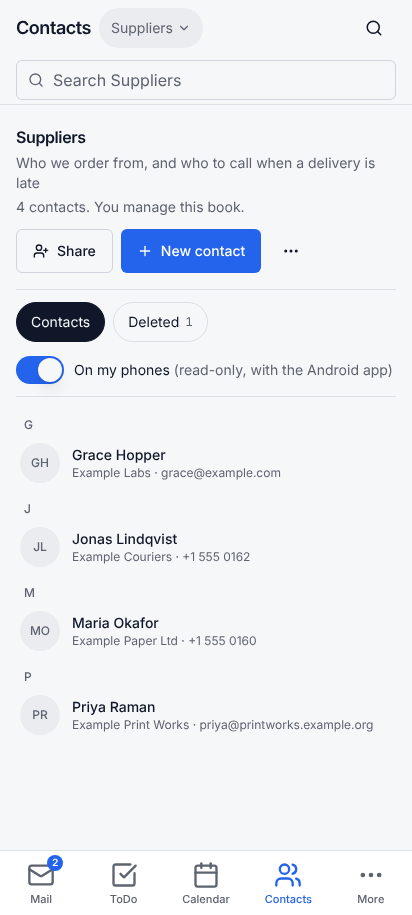 Contacts Suppliers
Search Suppliers
Suppliers
Who we order from, and who to call when a delivery is
late
4 contacts. You manage this book.
Share New contact
Contacts Deleted 1
On my phones (read-only, with the Android app)
G
GH Grace Hopper
Example Labs · grace@example.com
J
JL Jonas Lindqvist
Example Couriers · +1 555 0162
M
MO Maria Okafor
Example Paper Ltd · +1 555 0160
P
PR Priya Raman
Example Print Works · priya@printworks.example.org
2
Mail ToDo Calendar Contacts More